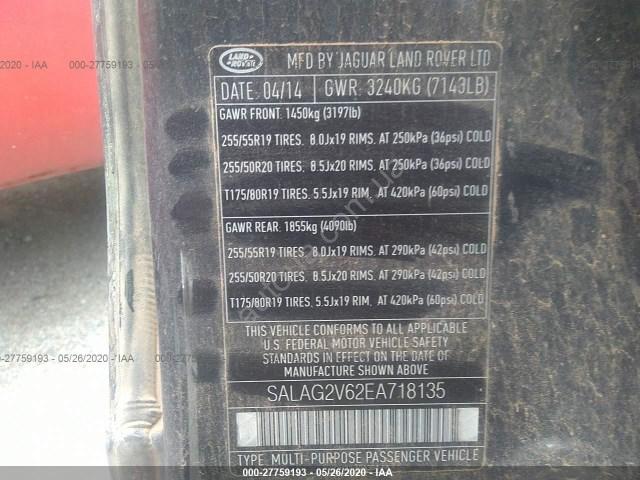 000-27759193 • 05/26/2020 — IAA
LAND ROVER
MFD BY JAGUAR LAND ROVER LTD
DATE: 04/14 GWR: 3240KG (7143LB)
GAWR FRONT: 1450kg (3197lb)
255/55R19 TIRES. 8.0Jx19 RIMS. AT 250kPa (36psi) COLD
255/50R20 TIRES. 8.5Jx20 RIMS. AT 250kPa (36psi) COLD
T175/80R19 TIRES. 5.5Jx19 RIM. AT 420kPa (60psi) COLD
GAWR REAR: 1855kg (4090lb)
255/55R19 TIRES. 8.0Jx19 RIMS. AT 290kPa (42psi) COLD
255/50R20 TIRES. 8.5Jx20 RIMS. AT 290kPa (42psi) COLD
T175/80R19 TIRES. 5.5Jx19 RIM. AT 420kPa (60psi) COLD
THIS VEHICLE CONFORMS TO ALL APPLICABLE
U.S. FEDERAL MOTOR VEHICLE SAFETY
STANDARDS IN EFFECT ON THE DATE OF
MANUFACTURE SHOWN ABOVE
SALAG2V62EA718135
TYPE: MULTI-PURPOSE PASSENGER VEHICLE
000-27759193 • 05/26/2020 — IAA